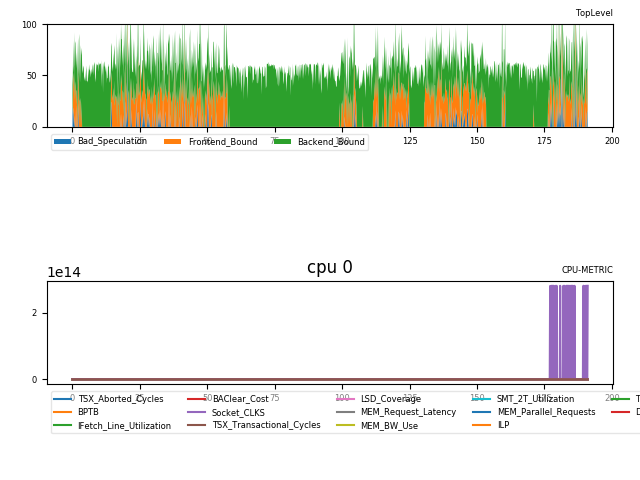 TopLevel
100
50
0
0 25 50 75 100 125 150 175 200
Bad_Speculation Frontend_Bound Backend_Bound
cpu 0
1e14 CPU-METRIC
2
0
0 25 50 75 100 125 150 175 200
TSX_Aborted_Cycles BAClear_Cost LSD_Coverage SMT_2T_Utilization T
BPTB Socket_CLKS MEM_Request_Latency MEM_Parallel_Requests D
IFetch_Line_Utilization TSX_Transactional_Cycles MEM_BW_Use ILP